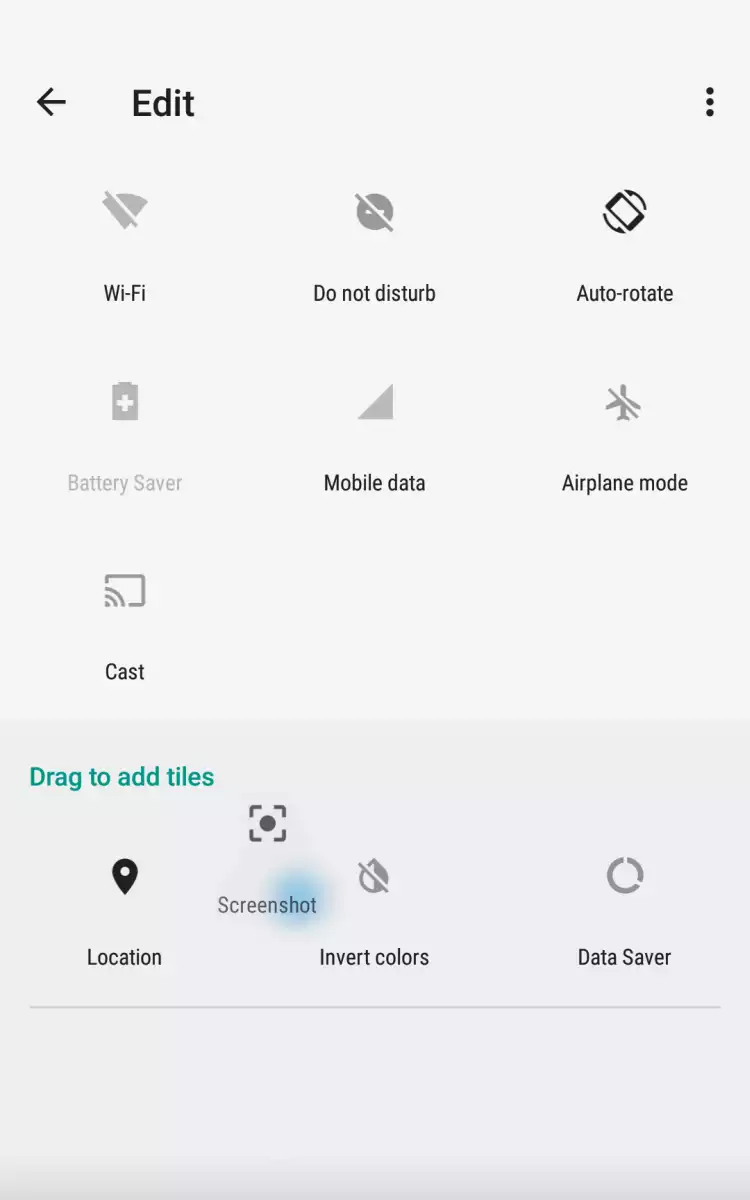 Edit
Wi-Fi
Do not disturb
Auto-rotate
Battery Saver
Mobile data
Airplane mode
Cast
Drag to add tiles
Screenshot
Location
Invert colors
Data Saver